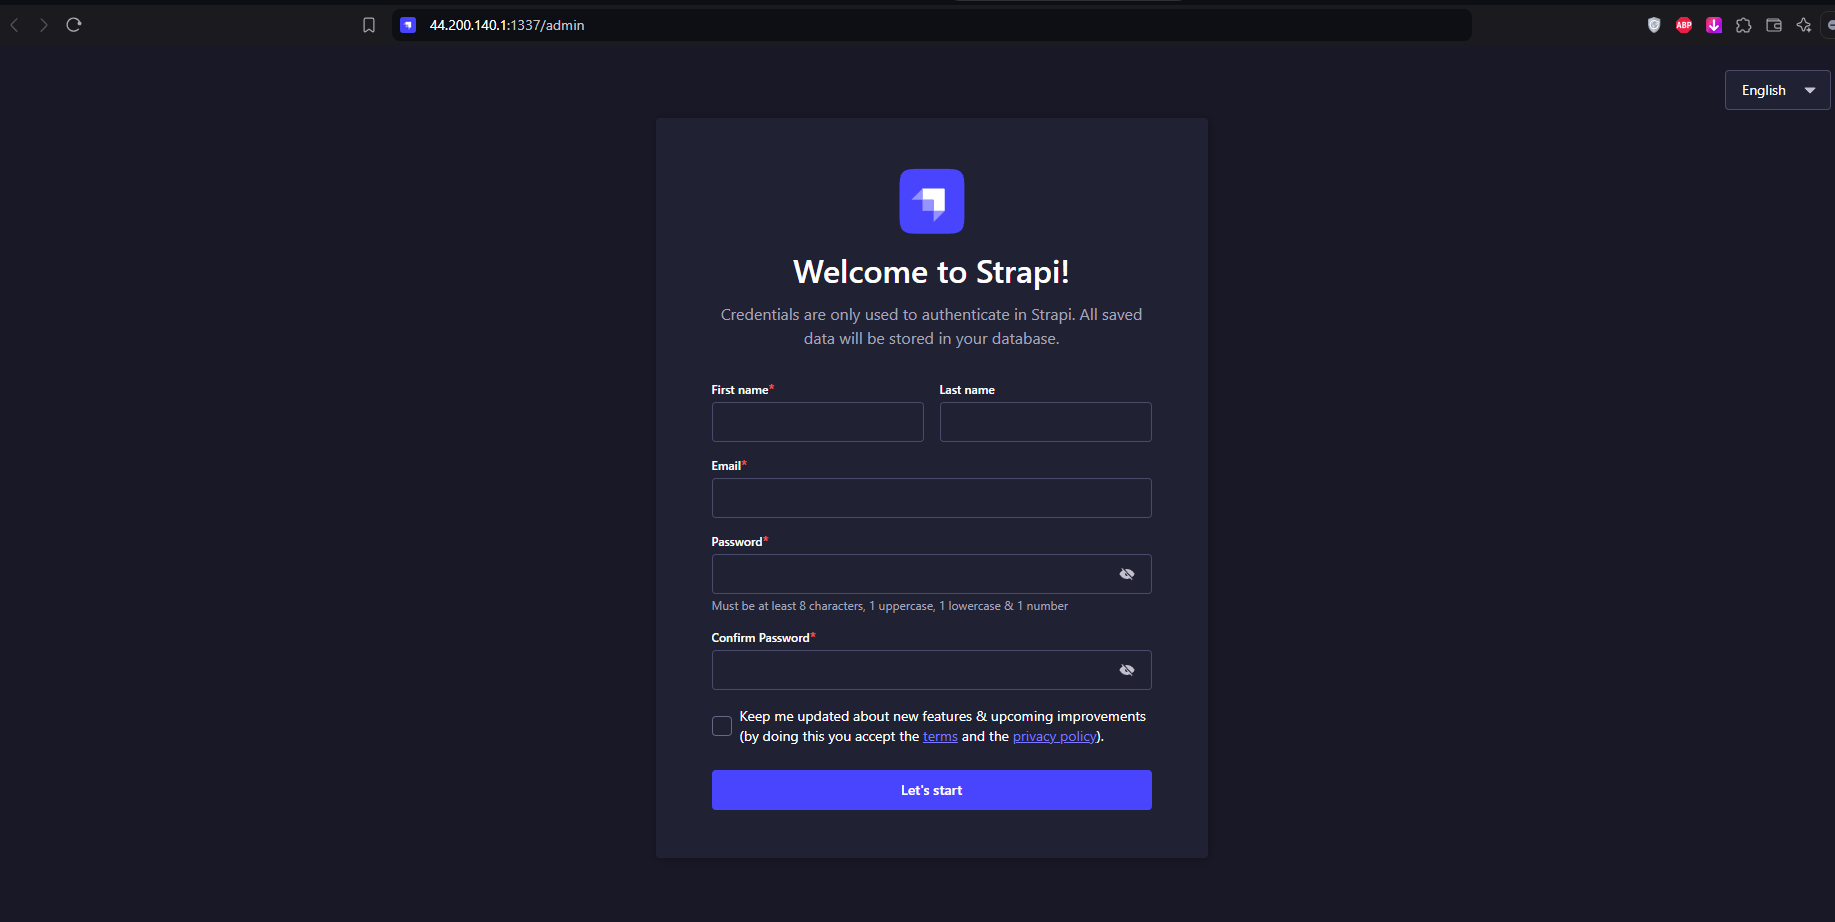 44.200.140.1:1337/admin
ABP
English
Welcome to Strapi!
Credentials are only used to authenticate in Strapi. All saved
data will be stored in your database.
First name* Last name
Email*
Password*
Must be at least 8 characters, 1 uppercase, 1 lowercase & 1 number
Confirm Password*
Keep me updated about new features & upcoming improvements
(by doing this you accept the terms and the privacy policy).
Let's start